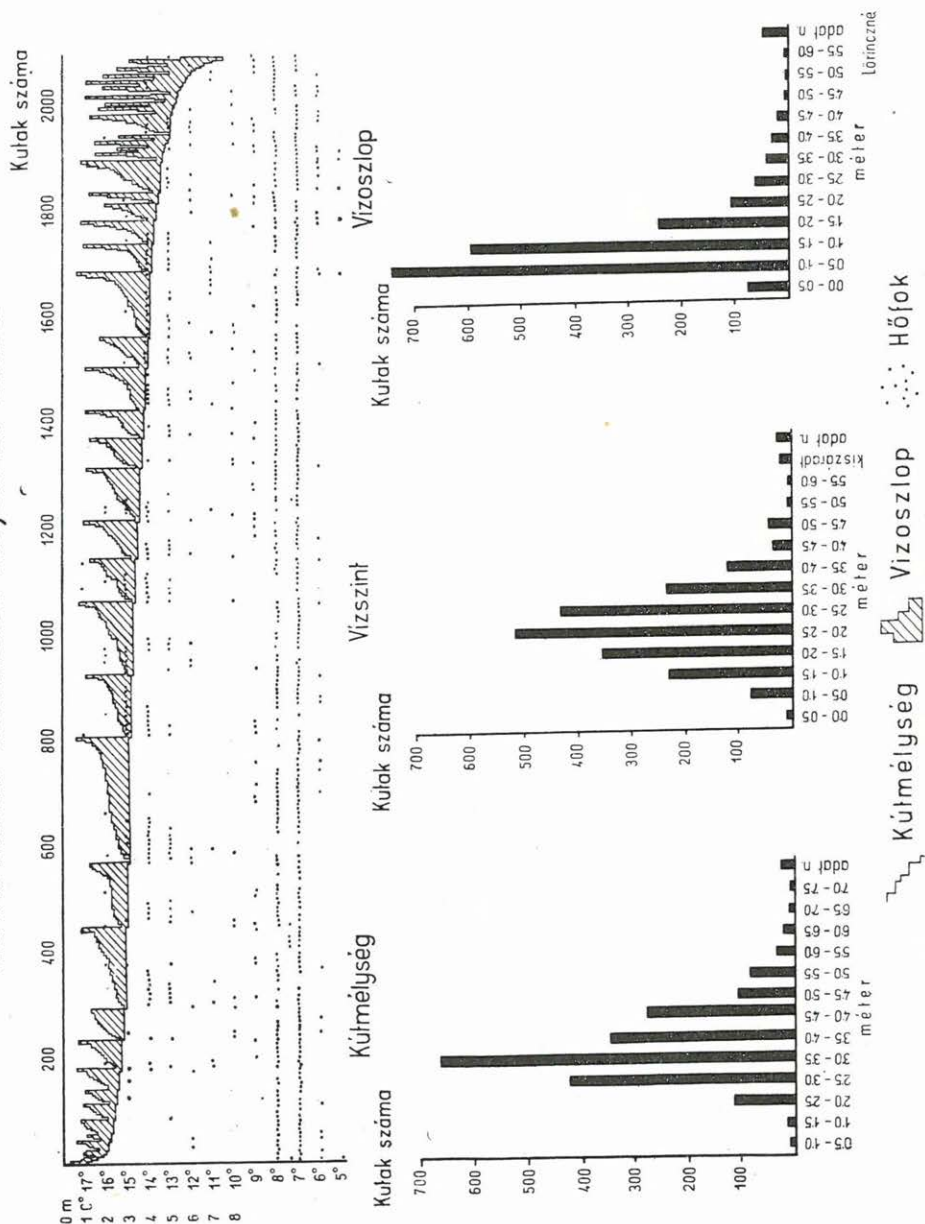 Kutak száma
200 400 600 800 1000 1200 1400 1600 1800 2000
0 m
1 C° 17°
2 16°
3 15°
4 14°
5 13°
6 12°
7 11°
8 10°
9°
8°
7°
6°
5°
Kútmélység
Kutak száma
700
600
500
400
300
200
100
05-10 10-15 20-25 25-30 30-35 35-40 40-45 45-50 50-55 55-60 60-65 65-70 70-75 adat n.
méter
Vízszint
Kutak száma
700
600
500
400
300
200
100
00-05 05-10 10-15 15-20 20-25 25-30 30-35 35-40 40-45 45-50 50-55 55-60 kiszáradt adat n.
méter
Vizoszlop
Kutak száma
700
600
500
400
300
200
100
00-05 05-10 10-15 15-20 20-25 25-30 30-35 35-40 40-45 45-50 50-55 55-60 adat n.
méter
Lőrinczné
Kútmélység Vizoszlop Hőfok